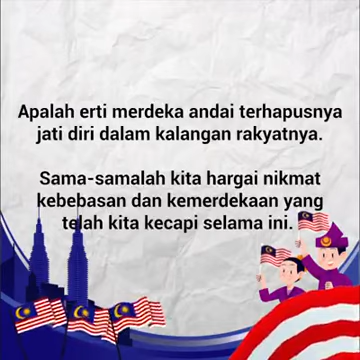 Apalah erti merdeka andai terhapusnya
jati diri dalam kalangan rakyatnya.
Sama-samalah kita hargai nikmat
kebebasan dan kemerdekaan yang
telah kita kecapi selama ini.